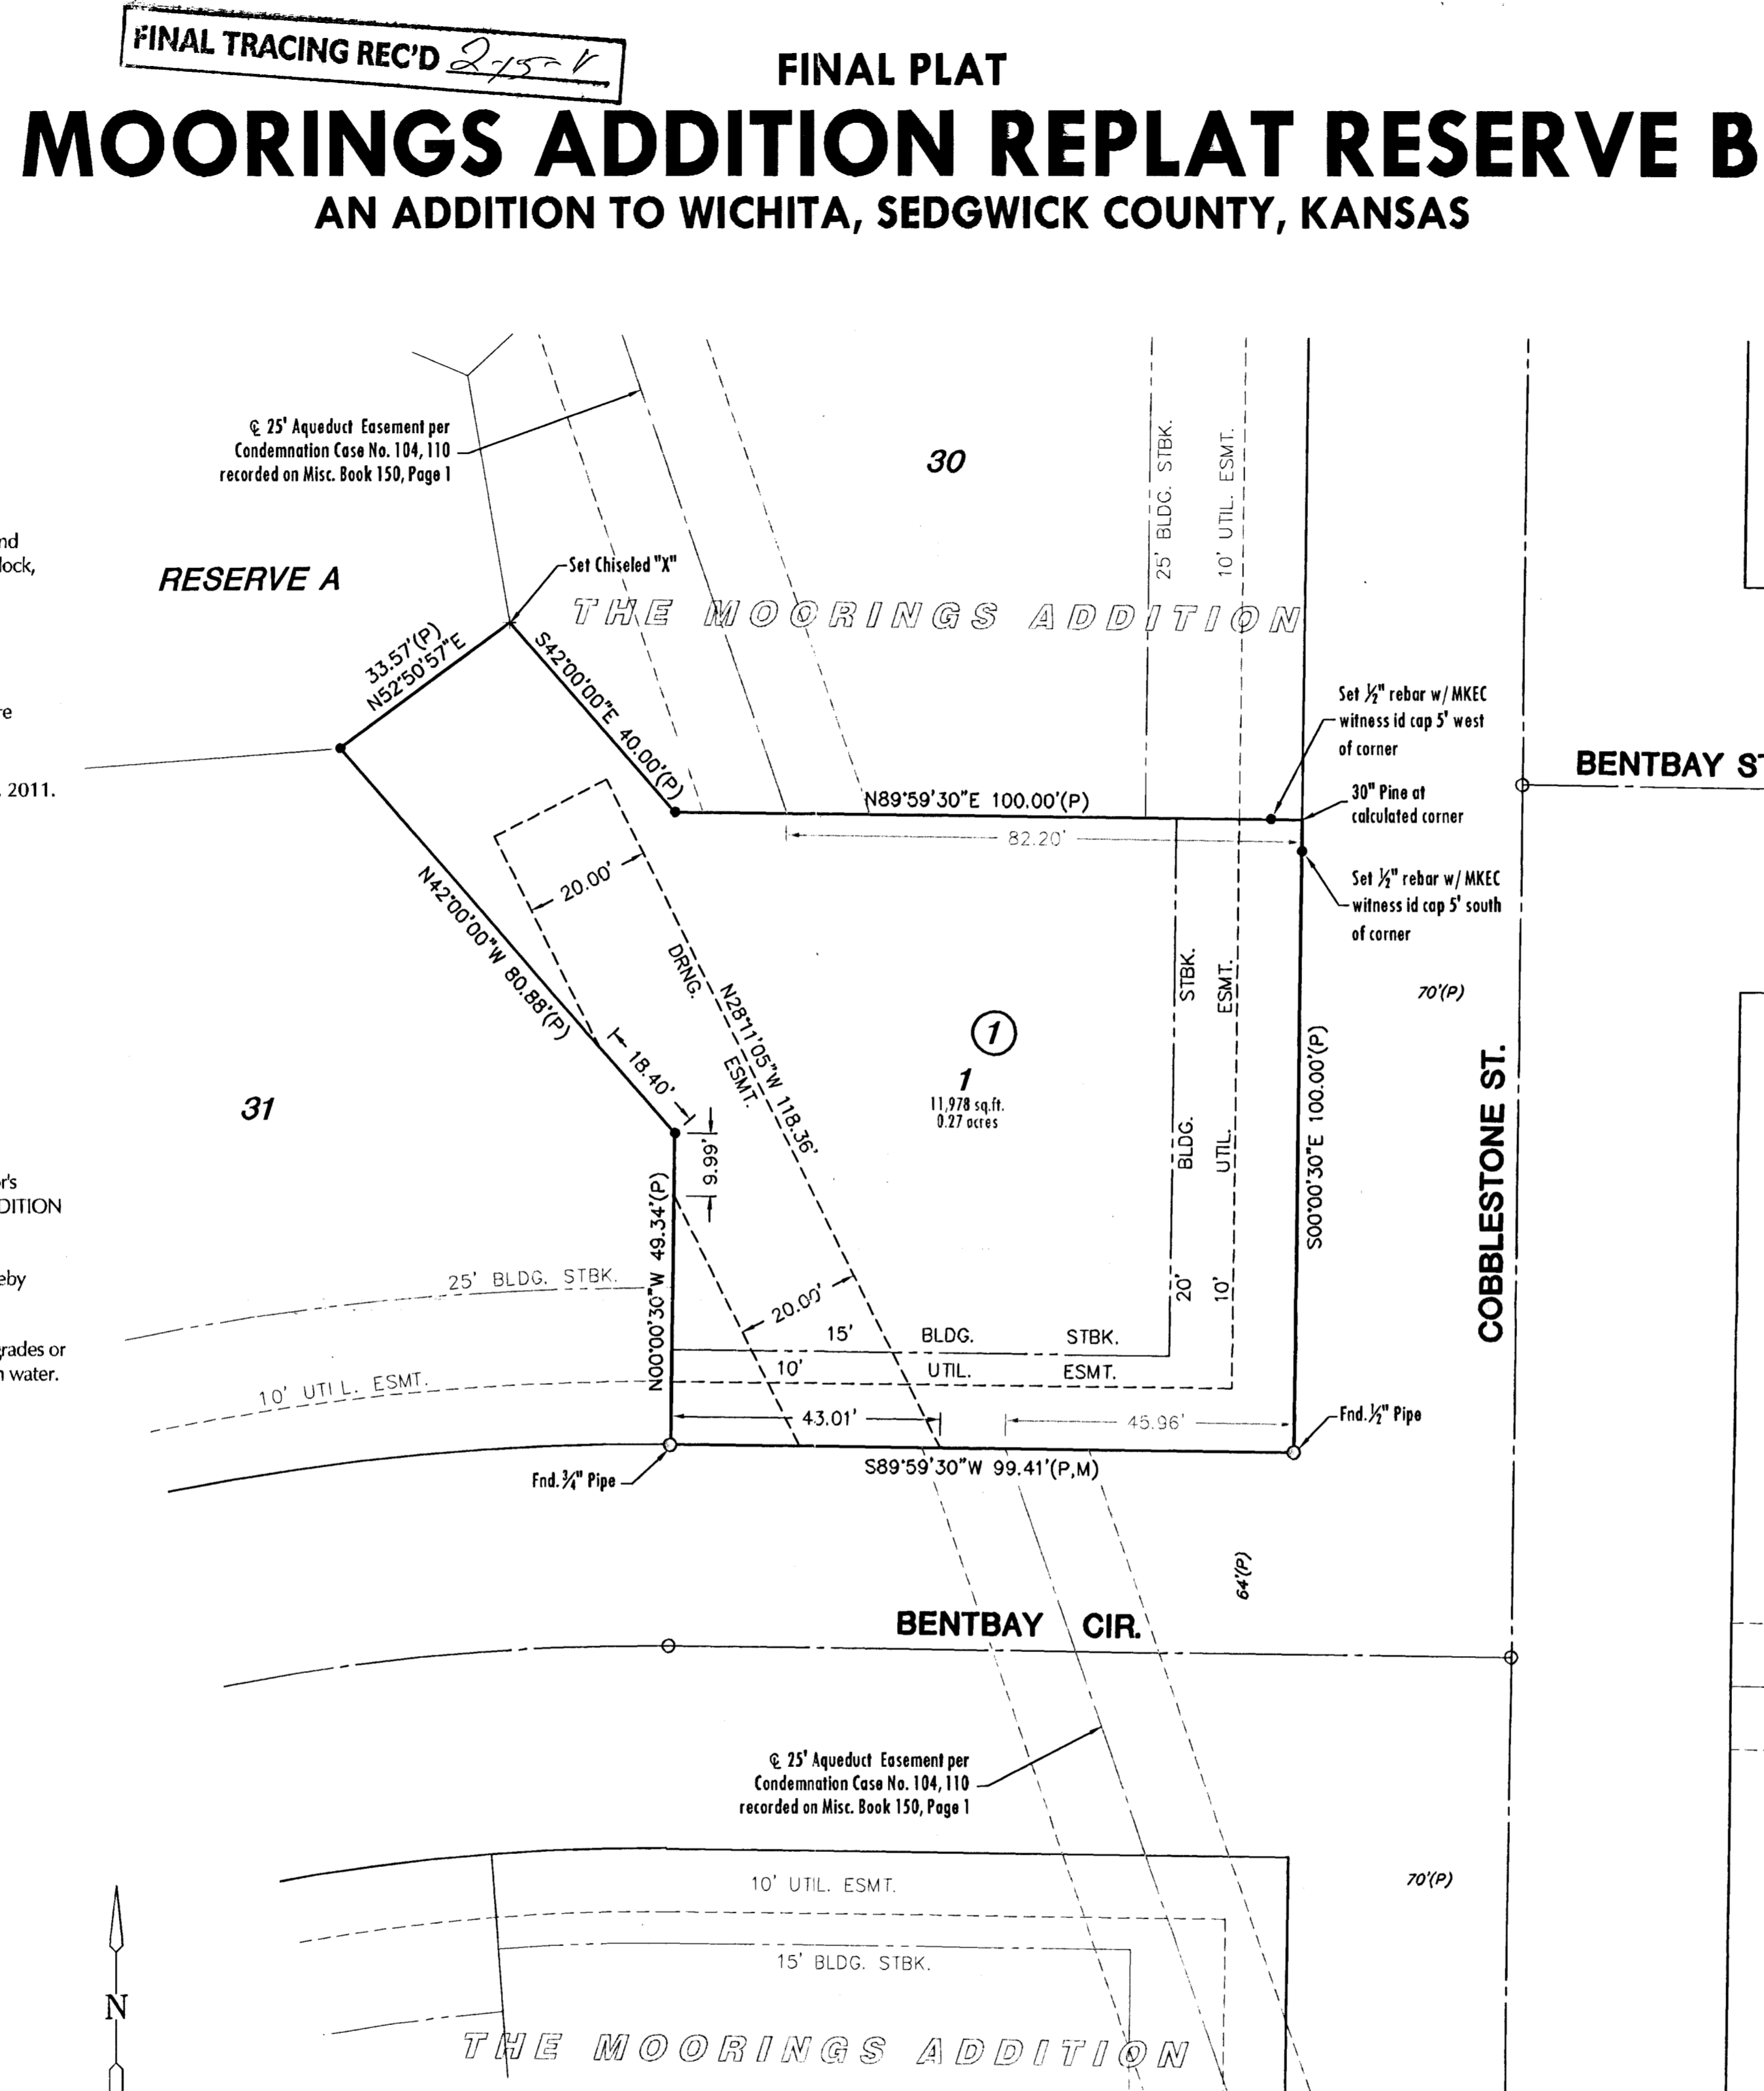 FINAL TRACING REC'D
FINAL PLAT
MOORINGS ADDITION REPLAT RESERVE B
AN ADDITION TO WICHITA, SEDGWICK COUNTY, KANSAS
℄ 25' Aqueduct Easement per
Condemnation Case No. 104,110
recorded on Misc. Book 150, Page 1
30
25' BLDG. STBK.
10' UTIL. ESMT.
nd
lock,
RESERVE A
Set Chiseled "X"
THE MOORINGS ADDITION
33.57'(P)
N52°50'57"E
S42°00'00"E 40.00'(P)
re
Set ½" rebar w/ MKEC
witness id cap 5' west
of corner
BENTBAY ST
2011.
N89°59'30"E 100.00'(P)
30" Pine at
calculated corner
82.20'
20.00'
Set ½" rebar w/ MKEC
witness id cap 5' south
of corner
N42°00'00"W 80.88'(P)
DRNG. ESMT.
N28°11'05"W 118.36'
70'(P)
1
1
11,978 sq.ft.
0.27 acres
18.40'
9.99'
31
20' BLDG. STBK.
10' UTIL. ESMT.
S00°00'30"E 100.00'(P)
COBBLESTONE ST.
r's
DITION
eby
rades or
n water.
N00°00'30"W 49.34'(P)
25' BLDG. STBK.
20.00'
15' BLDG. STBK.
10' UTIL. ESMT.
10' UTIL. ESMT.
43.01'
45.96'
Fnd. ½" Pipe
S89°59'30"W 99.41'(P,M)
Fnd. ¾" Pipe
64'(P)
BENTBAY CIR.
℄ 25' Aqueduct Easement per
Condemnation Case No. 104,110
recorded on Misc. Book 150, Page 1
10' UTIL. ESMT.
70'(P)
15' BLDG. STBK.
N
THE MOORINGS ADDITION